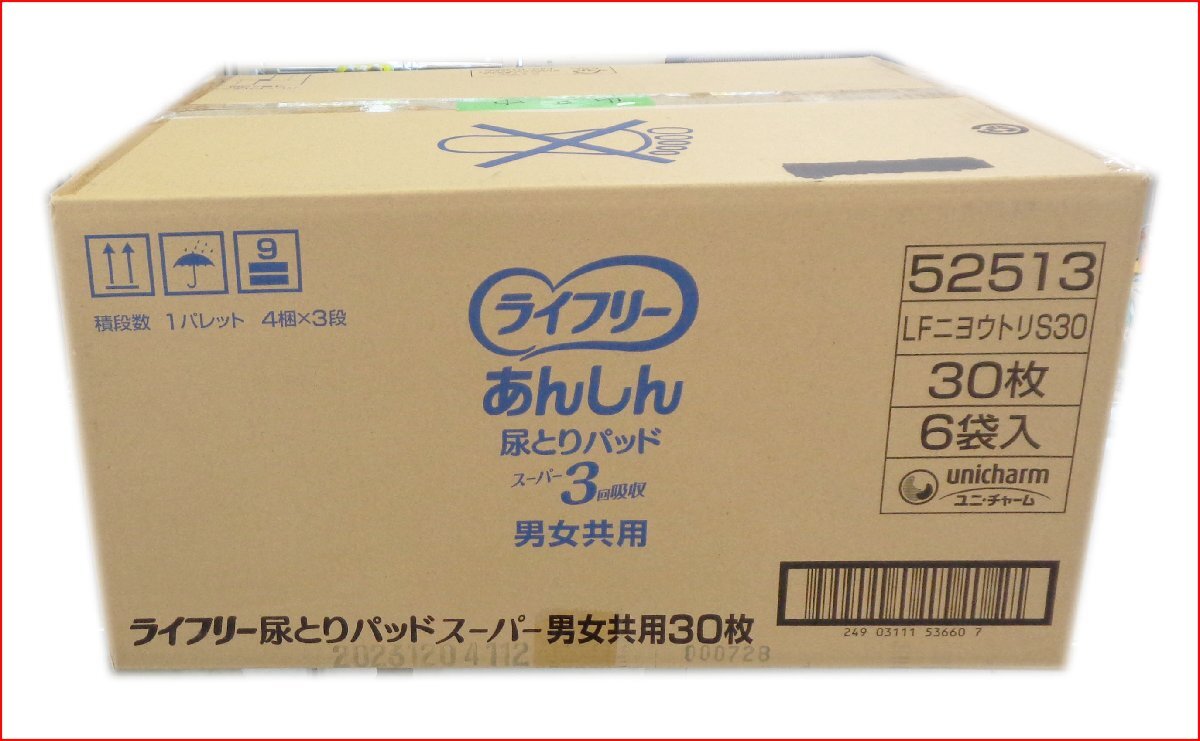 9
積段数 1パレット 4梱×3段
ライフリー
あんしん
尿とりパッド
スーパー3回吸収
男女共用
52513
LFニヨウトリS30
30枚
6袋入
unicharm
ユニ・チャーム
249 03111 53660 7
ライフリー尿とりパッドスーパー男女共用30枚
20231204112
000728